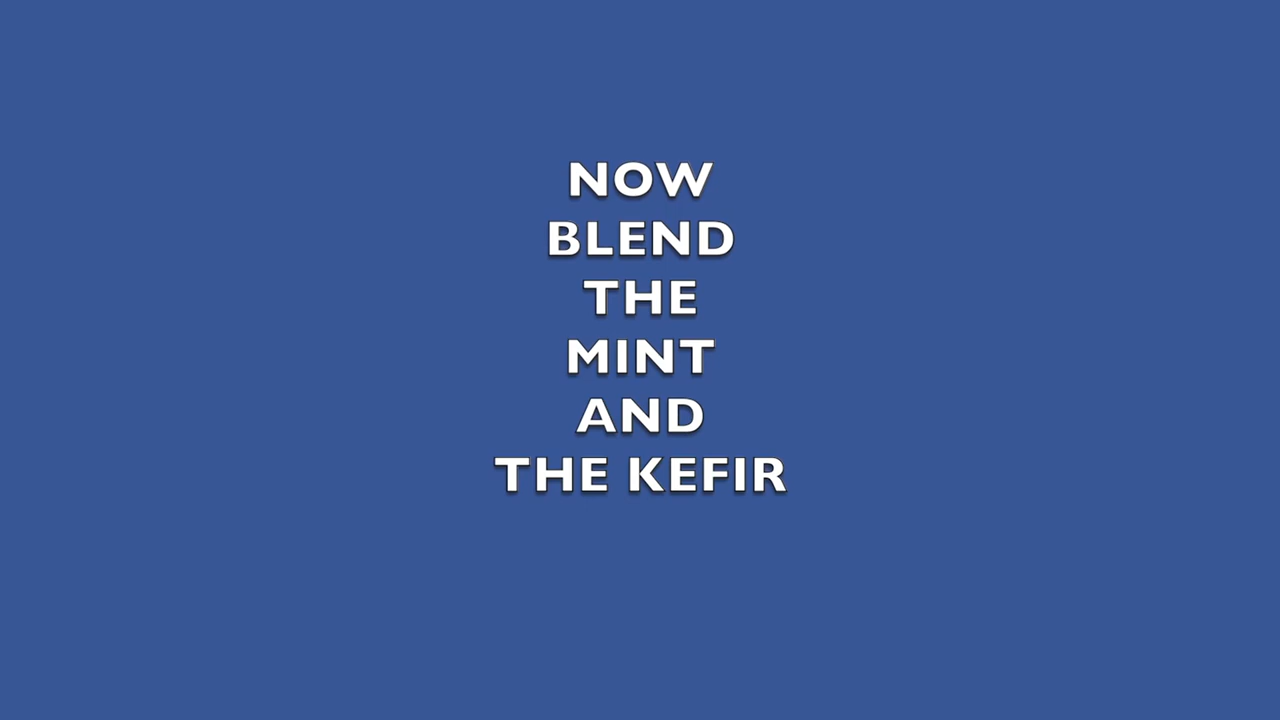 NOW
BLEND
THE
MINT
AND
THE KEFIR